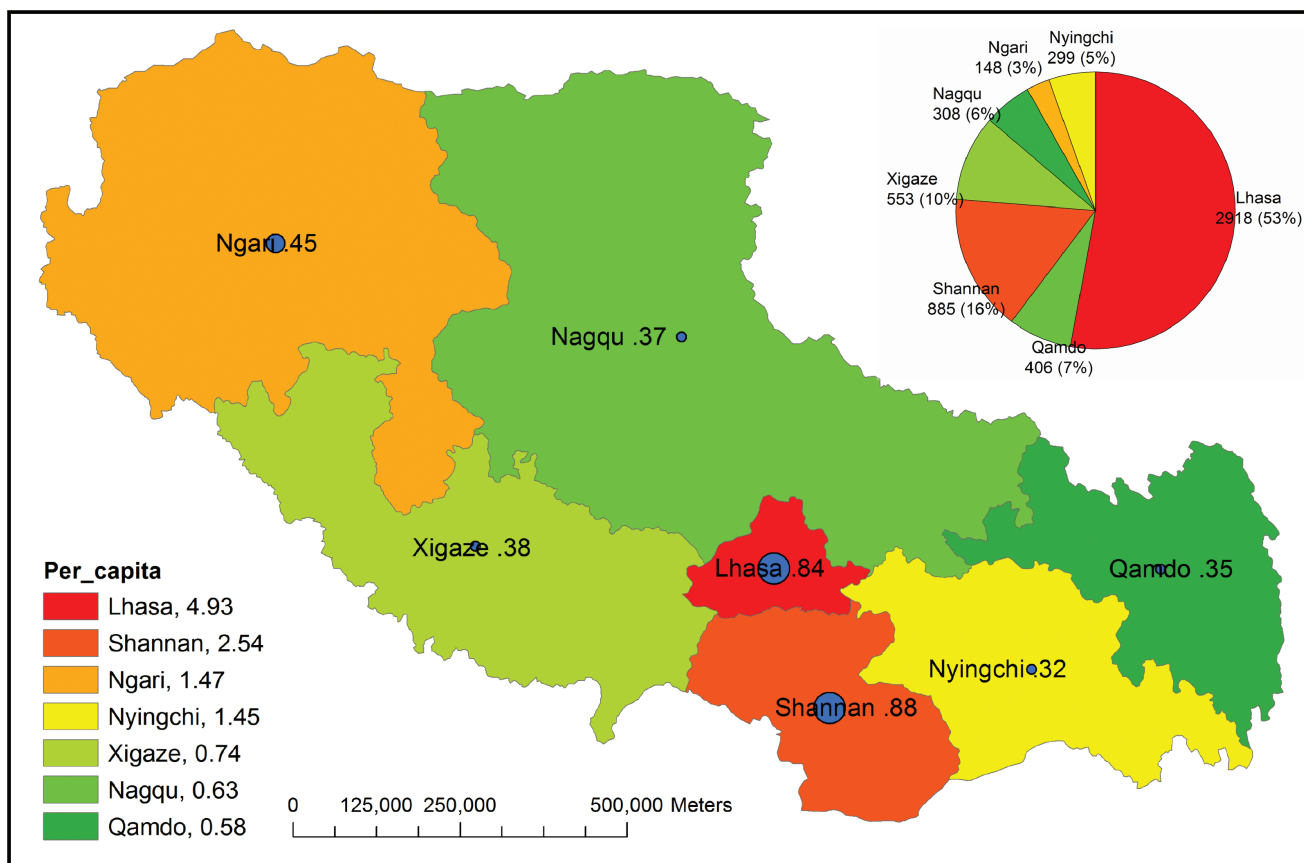 Nyingchi
299 (5%)
Ngari
148 (3%)
Nagqu
308 (6%)
Xigaze
553 (10%)
Lhasa
2918 (53%)
Shannan
885 (16%)
Qamdo
406 (7%)
Ngari .45
Nagqu .37
Xigaze .38
Lhasa .84
Qamdo .35
Nyingchi .32
Shannan .88
Per_capita
Lhasa, 4.93
Shannan, 2.54
Ngari, 1.47
Nyingchi, 1.45
Xigaze, 0.74
Nagqu, 0.63
Qamdo, 0.58
0 125,000 250,000 500,000 Meters